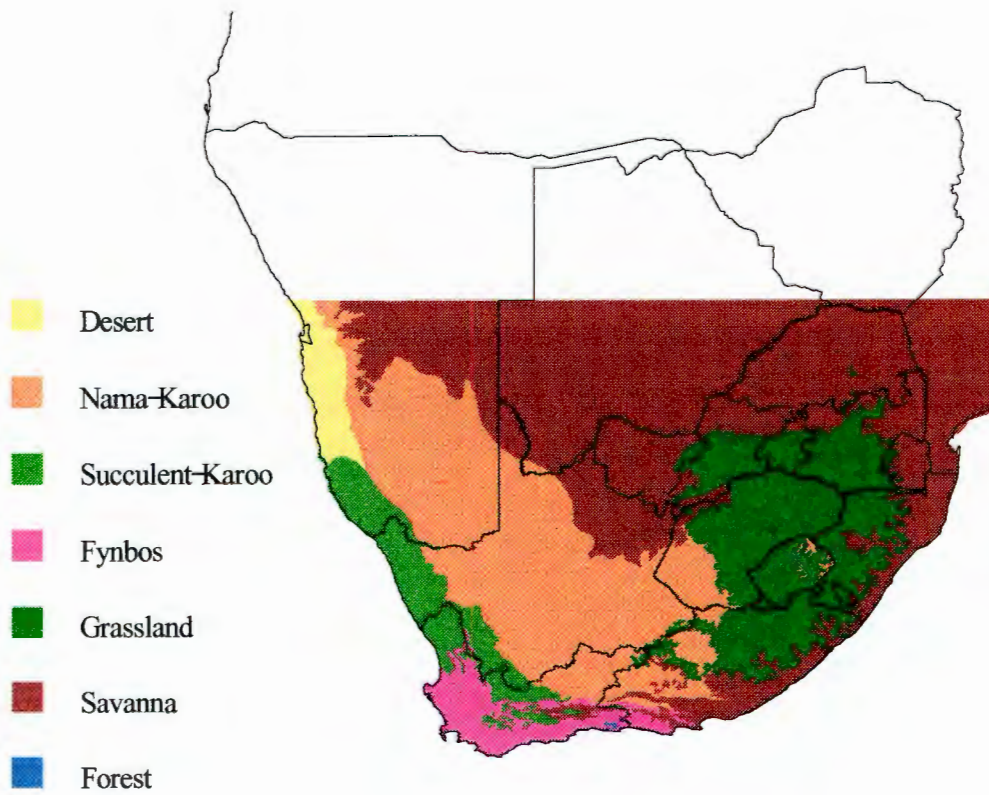 Desert
Nama-Karoo
Succulent-Karoo
Fynbos
Grassland
Savanna
Forest